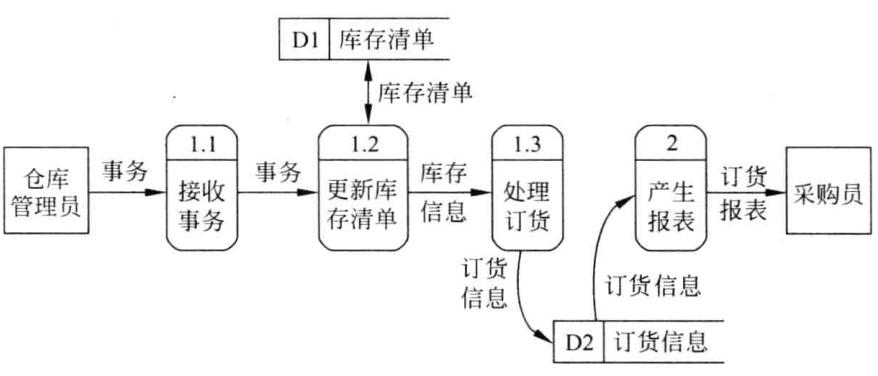 D1 库存清单
库存清单
仓库
管理员
事务
1.1
接收
事务
事务
1.2
更新库
存清单
库存
信息
1.3
处理
订货
2
产生
报表
订货
报表
采购员
订货
信息
订货信息
D2 订货信息